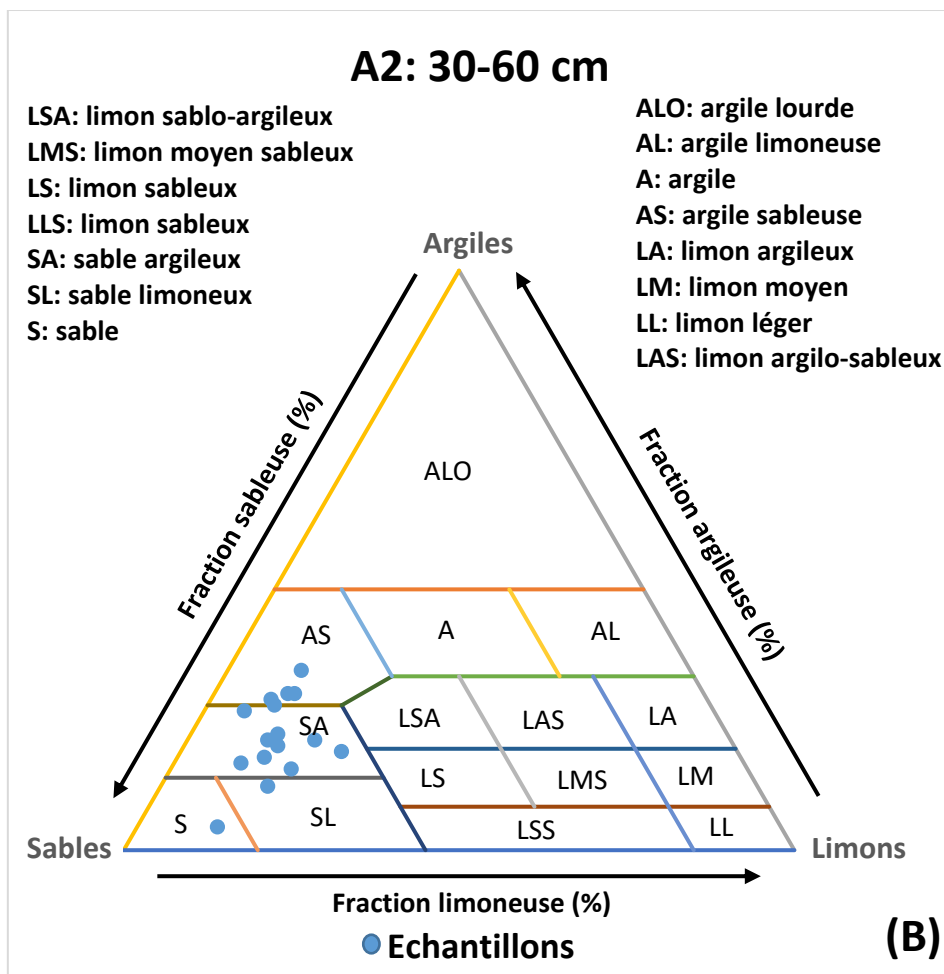 A2: 30-60 cm
LSA: limon sablo-argileux
LMS: limon moyen sableux
LS: limon sableux
LLS: limon sableux
SA: sable argileux
SL: sable limoneux
S: sable
ALO: argile lourde
AL: argile limoneuse
A: argile
AS: argile sableuse
LA: limon argileux
LM: limon moyen
LL: limon léger
LAS: limon argilo-sableux
Argiles
Fraction sableuse (%)
Fraction argileuse (%)
ALO
AS
A
AL
SA
LSA
LAS
LA
LS
LMS
LM
S
SL
LSS
LL
Sables
Limons
Fraction limoneuse (%)
Echantillons
(B)